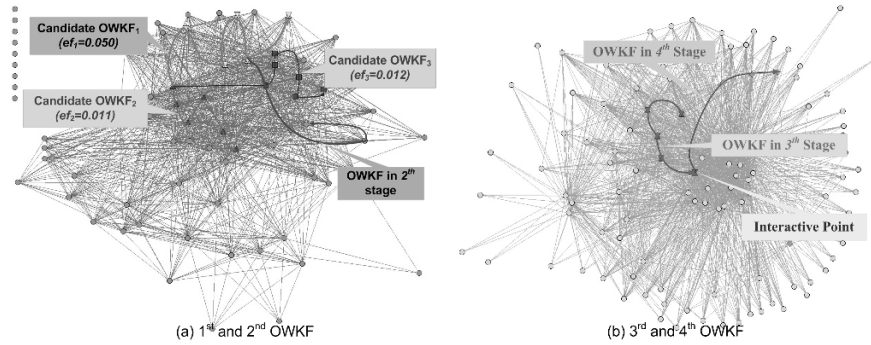 Candidate OWKF1
(ef1=0.050)
Candidate OWKF3
(ef3=0.012)
Candidate OWKF2
(ef2=0.011)
OWKF in 2th
stage
(a) 1st and 2nd OWKF
OWKF in 4th Stage
OWKF in 3th Stage
Interactive Point
(b) 3rd and 4th OWKF